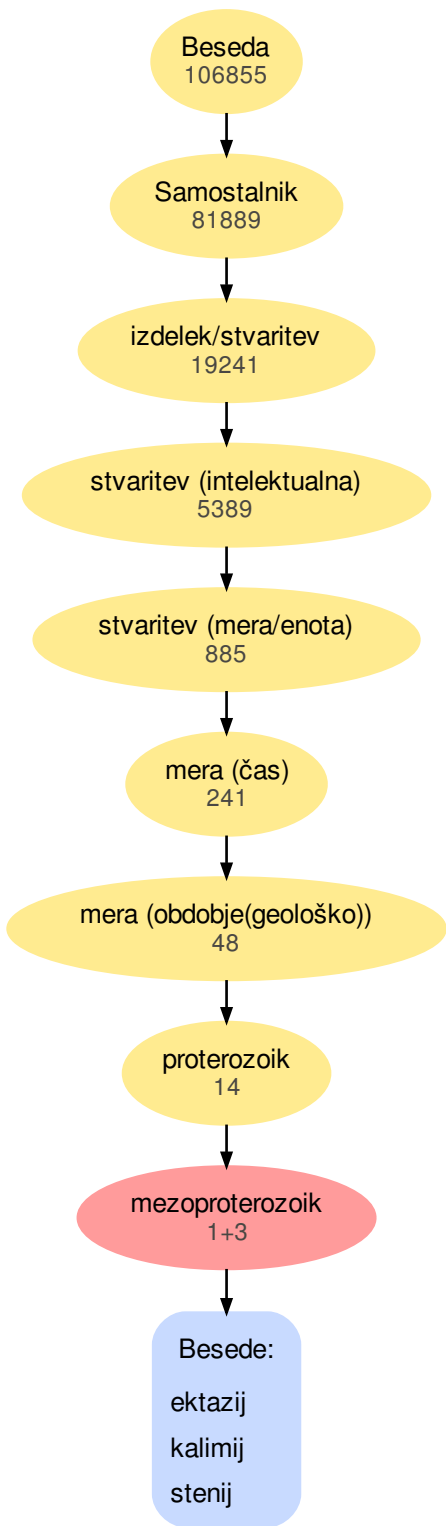 Beseda
106855
Samostalnik
81889
izdelek/stvaritev
19241
stvaritev (intelektualna)
5389
stvaritev (mera/enota)
885
mera (čas)
241
mera (obdobje(geološko))
48
proterozoik
14
mezoproterozoik
1+3
Besede:
ektazij
kalimij
stenij